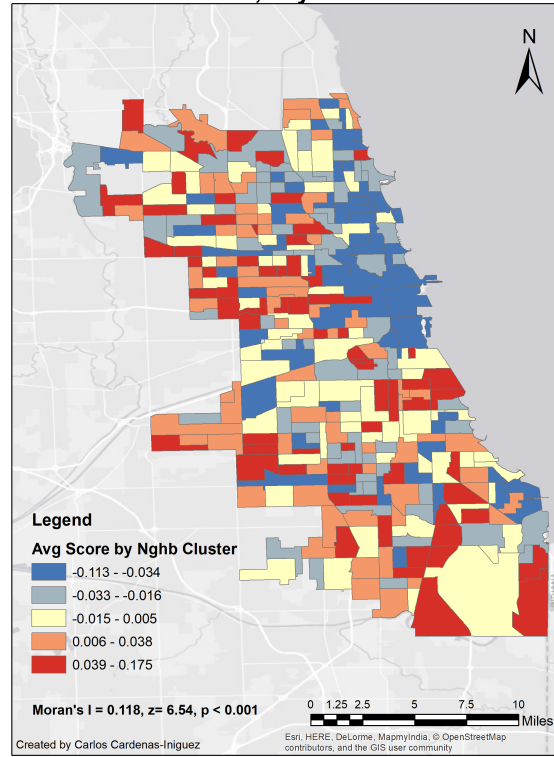 N
Legend
Avg Score by Nghb Cluster
-0.113 - -0.034
-0.033 - -0.016
-0.015 - 0.005
0.006 - 0.038
0.039 - 0.175
Moran's I = 0.118, z= 6.54, p < 0.001
0 1.25 2.5 5 7.5 10
Miles
Created by Carlos Cardenas-Iniguez
Esri, HERE, DeLorme, MapmyIndia, © OpenStreetMap
contributors, and the GIS user community